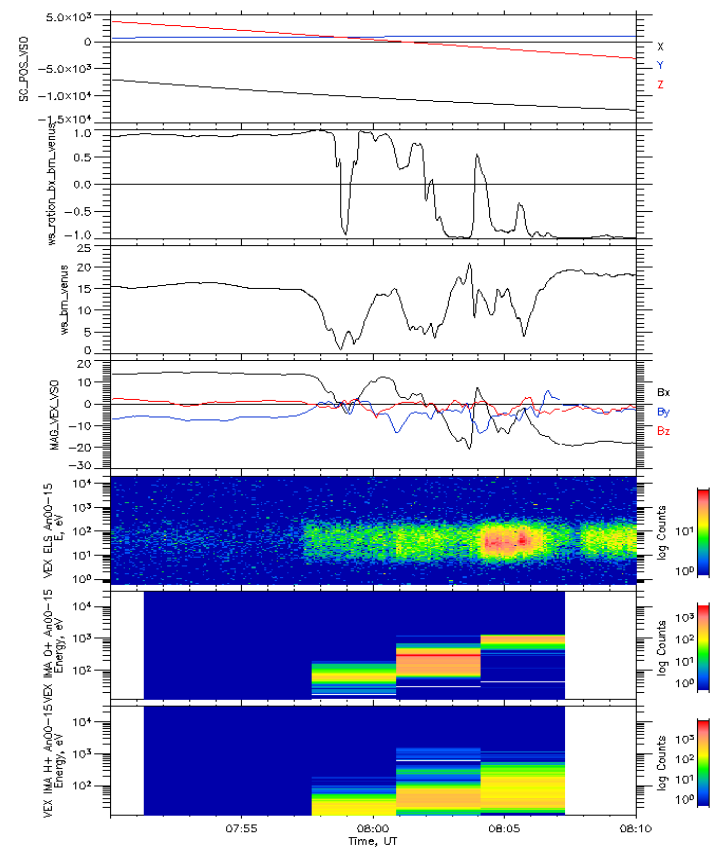 SC_POS_VSO
5.0×10³
0
−5.0×10³
−1.0×10⁴
−1.5×10⁴
X
Y
Z
ws_rotion_bx_bm_venus
1.0
0.5
0.0
−0.5
−1.0
ws_bm_venus
25
20
15
10
5
0
MAG_VEX_VSO
20
10
0
−10
−20
−30
Bx
By
Bz
VEX ELS An00−15
E, eV
10⁴
10³
10²
10¹
10⁰
log Counts
10¹
10⁰
VEX IMA O+ An00−15
Energy, eV
10⁴
10³
10²
log Counts
10³
10²
10¹
10⁰
VEX IMA H+ An00−15
Energy, eV
10⁴
10³
10²
log Counts
10³
10²
10¹
10⁰
07:55
08:00
08:05
08:10
Time, UT